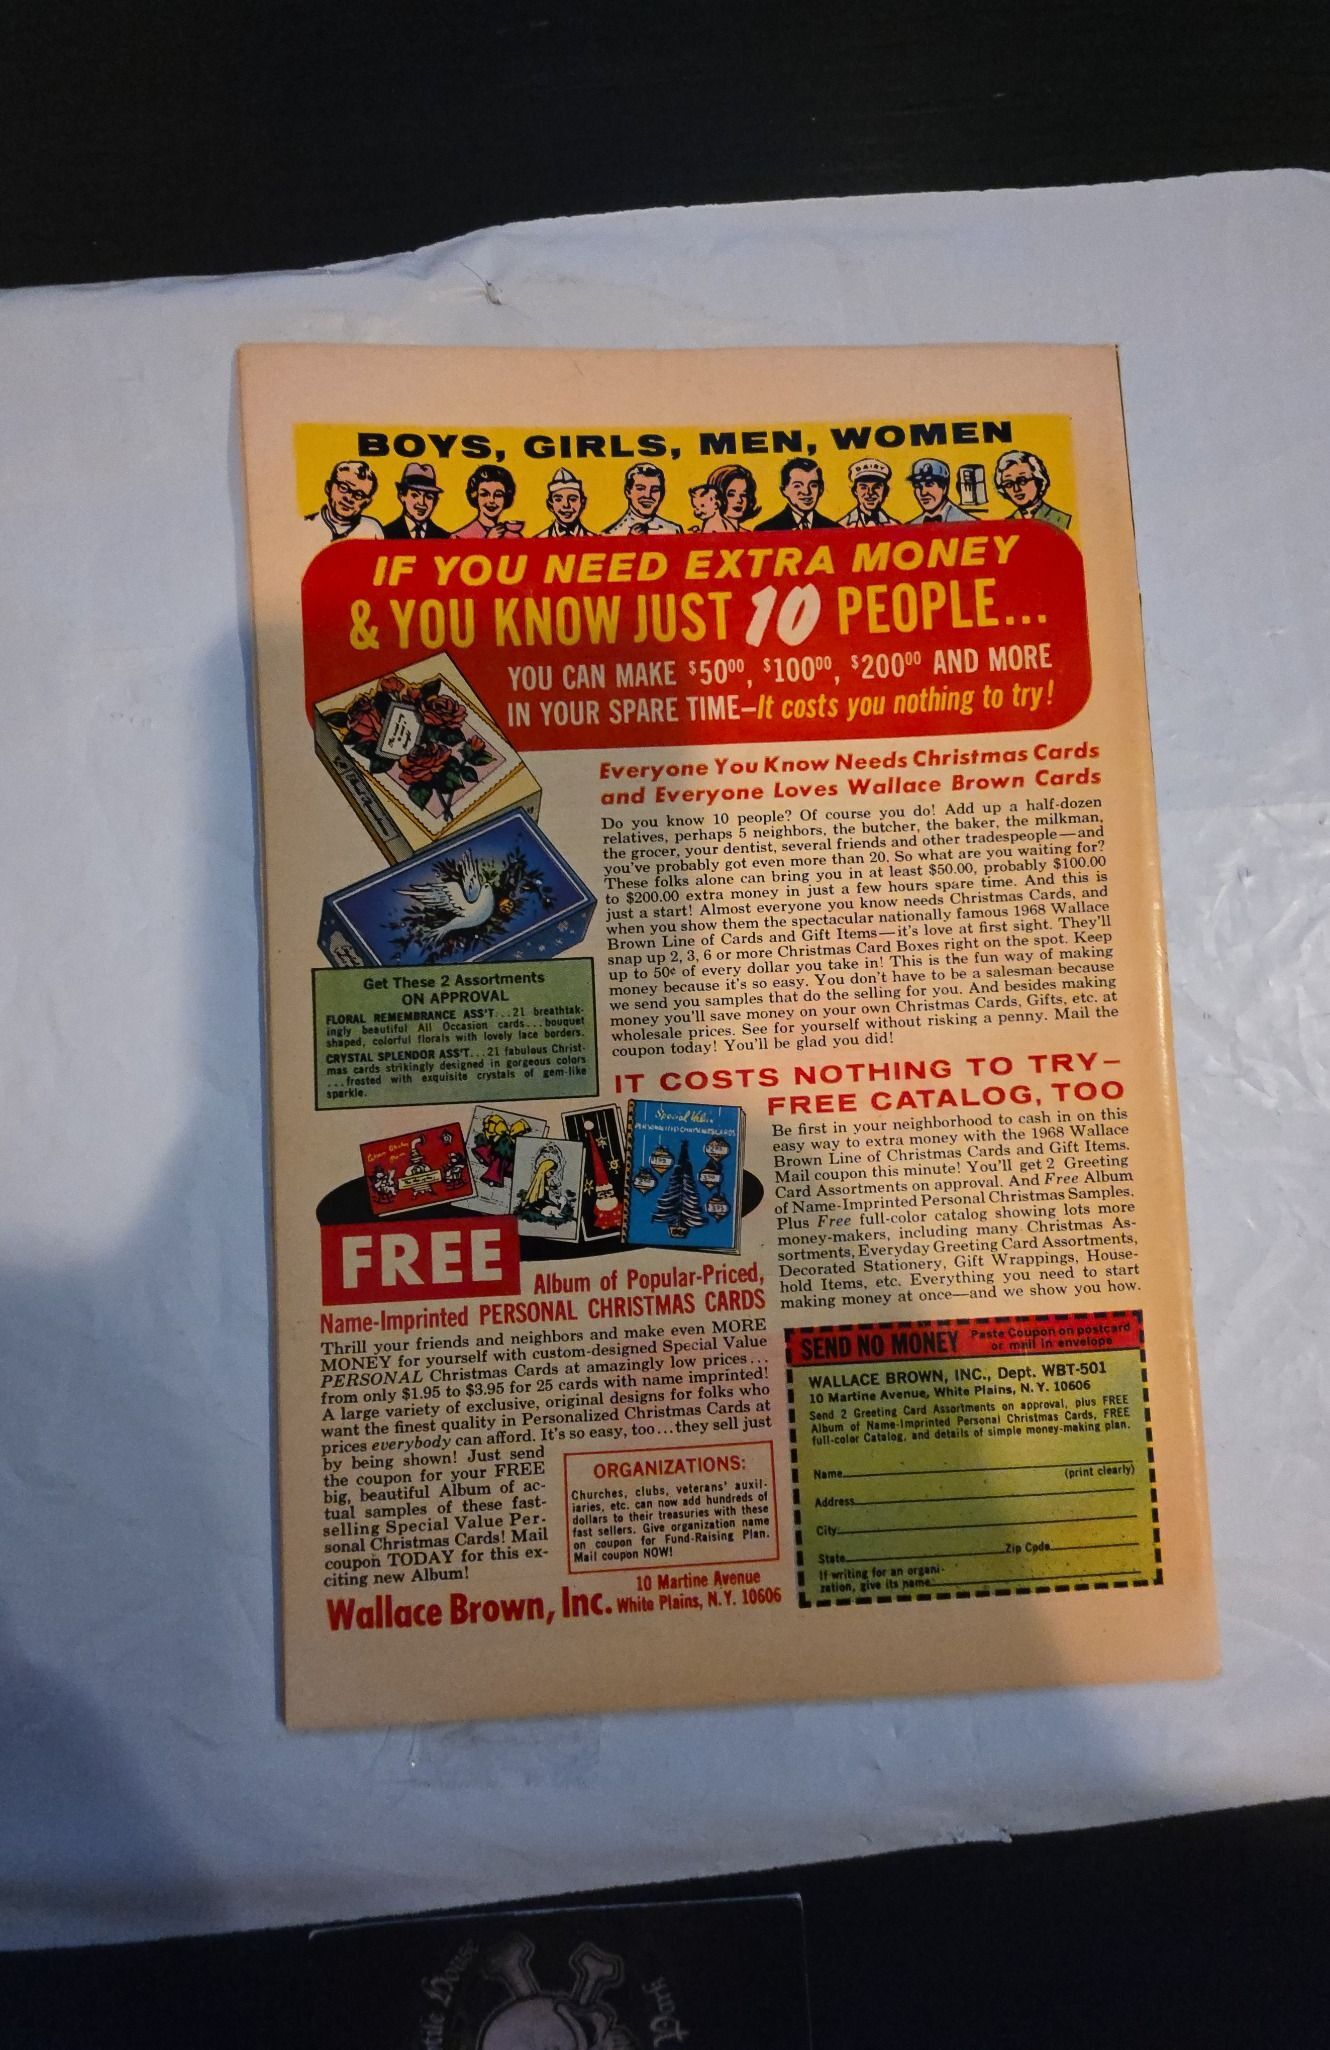 BOYS, GIRLS, MEN, WOMEN
DAIRY
IF YOU NEED EXTRA MONEY
& YOU KNOW JUST 10 PEOPLE...
YOU CAN MAKE $50⁰⁰, $100⁰⁰, $200⁰⁰ AND MORE
IN YOUR SPARE TIME—It costs you nothing to try!
Everyone You Know Needs Christmas Cards
and Everyone Loves Wallace Brown Cards
Do you know 10 people? Of course you do! Add up a half-dozen
relatives, perhaps 5 neighbors, the butcher, the baker, the milkman,
the grocer, your dentist, several friends and other tradespeople—and
you've probably got even more than 20. So what are you waiting for?
These folks alone can bring you in at least $50.00, probably $100.00
to $200.00 extra money in just a few hours spare time. And this is
just a start! Almost everyone you know needs Christmas Cards, and
when you show them the spectacular nationally famous 1968 Wallace
Brown Line of Cards and Gift Items—it's love at first sight. They'll
snap up 2, 3, 6 or more Christmas Card Boxes right on the spot. Keep
up to 50¢ of every dollar you take in! This is the fun way of making
money because it's so easy. You don't have to be a salesman because
we send you samples that do the selling for you. And besides making
money you'll save money on your own Christmas Cards, Gifts, etc. at
wholesale prices. See for yourself without risking a penny. Mail the
coupon today! You'll be glad you did!
Get These 2 Assortments
ON APPROVAL
FLORAL REMEMBRANCE ASS'T...21 breathtak-
ingly beautiful All Occasion cards...bouquet
shaped, colorful florals with lovely lace borders.
CRYSTAL SPLENDOR ASS'T...21 fabulous Christ-
mas cards strikingly designed in gorgeous colors
...frosted with exquisite crystals of gem-like
sparkle.
IT COSTS NOTHING TO TRY—
FREE CATALOG, TOO
Be first in your neighborhood to cash in on this
easy way to extra money with the 1968 Wallace
Brown Line of Christmas Cards and Gift Items.
Mail coupon this minute! You'll get 2 Greeting
Card Assortments on approval. And Free Album
of Name-Imprinted Personal Christmas Samples.
Plus Free full-color catalog showing lots more
money-makers, including many Christmas As-
sortments, Everyday Greeting Card Assortments,
Decorated Stationery, Gift Wrappings, House-
hold Items, etc. Everything you need to start
making money at once—and we show you how.
Special Value
PERSONALIZED CHRISTMAS CARDS
FREE
Album of Popular-Priced,
Name-Imprinted PERSONAL CHRISTMAS CARDS
Thrill your friends and neighbors and make even MORE
MONEY for yourself with custom-designed Special Value
PERSONAL Christmas Cards at amazingly low prices...
from only $1.95 to $3.95 for 25 cards with name imprinted!
A large variety of exclusive, original designs for folks who
want the finest quality in Personalized Christmas Cards at
prices everybody can afford. It's so easy, too...they sell just
by being shown! Just send
the coupon for your FREE
big, beautiful Album of ac-
tual samples of these fast-
selling Special Value Per-
sonal Christmas Cards! Mail
coupon TODAY for this ex-
citing new Album!
ORGANIZATIONS:
Churches, clubs, veterans' auxil-
iaries, etc. can now add hundreds of
dollars to their treasuries with these
fast sellers. Give organization name
on coupon for Fund-Raising Plan.
Mail coupon NOW!
Wallace Brown, Inc.
10 Martine Avenue
White Plains, N.Y. 10606
SEND NO MONEY
Paste Coupon on postcard
or mail in envelope
WALLACE BROWN, INC., Dept. WBT-501
10 Martine Avenue, White Plains, N. Y. 10606
Send 2 Greeting Card Assortments on approval, plus FREE
Album of Name-Imprinted Personal Christmas Cards, FREE
full-color Catalog, and details of simple money-making plan.
Name (print clearly)
Address
City
State Zip Code
If writing for an organi-
zation, give its name
House
Park